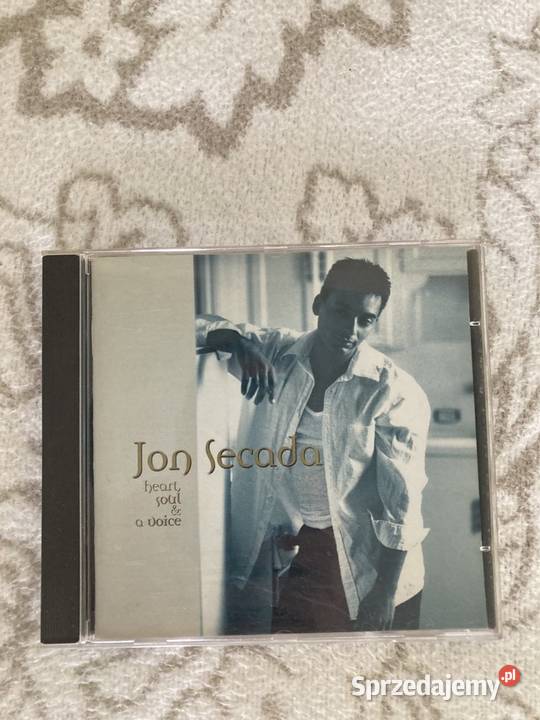 Jon Secada
heart,
soul
&
a voice
Sprzedajemy.pl